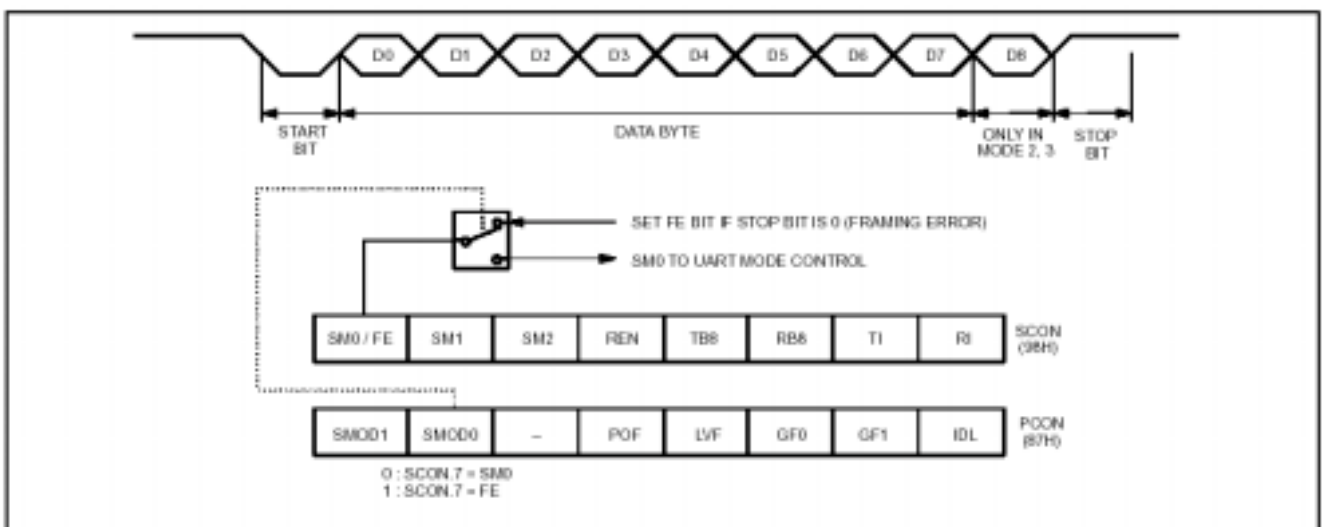 D0 D1 D2 D3 D4 D5 D6 D7 D8
START BIT
DATA BYTE
ONLY IN MODE 2, 3
STOP BIT
SET FE BIT IF STOP BIT IS 0 (FRAMING ERROR)
SM0 TO UART MODE CONTROL
SM0 / FE SM1 SM2 REN TB8 RB8 TI RI
SCON (98H)
SMOD1 SMOD0 – POF LVF GF0 GF1 IDL
PCON (87H)
0 : SCON.7 = SM0
1 : SCON.7 = FE